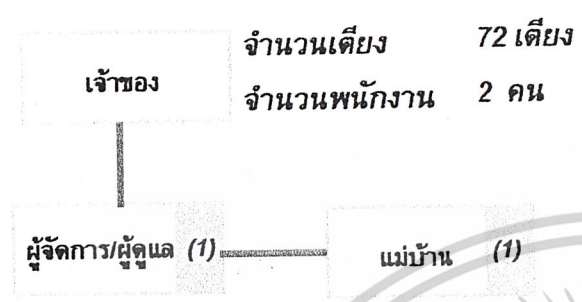 จำนวนเตียง 72 เตียง
เจ้าของ
จำนวนพนักงาน 2 คน
ผู้จัดการ/ผู้ดูแล (1)
แม่บ้าน (1)